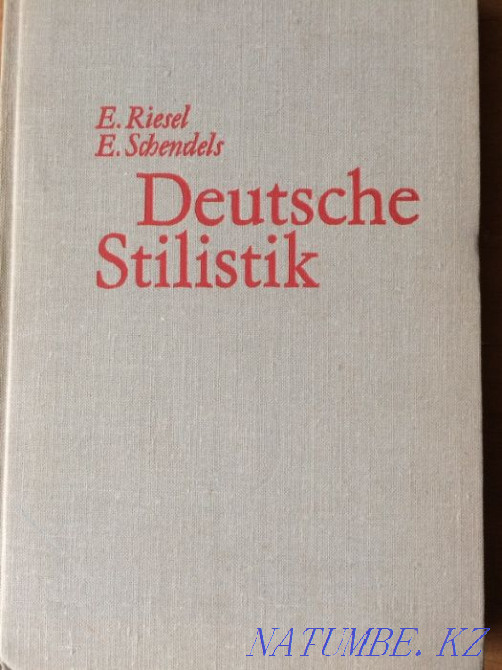 E. Riesel
E. Schendels
Deutsche
Stilistik
NATUMBE. KZ